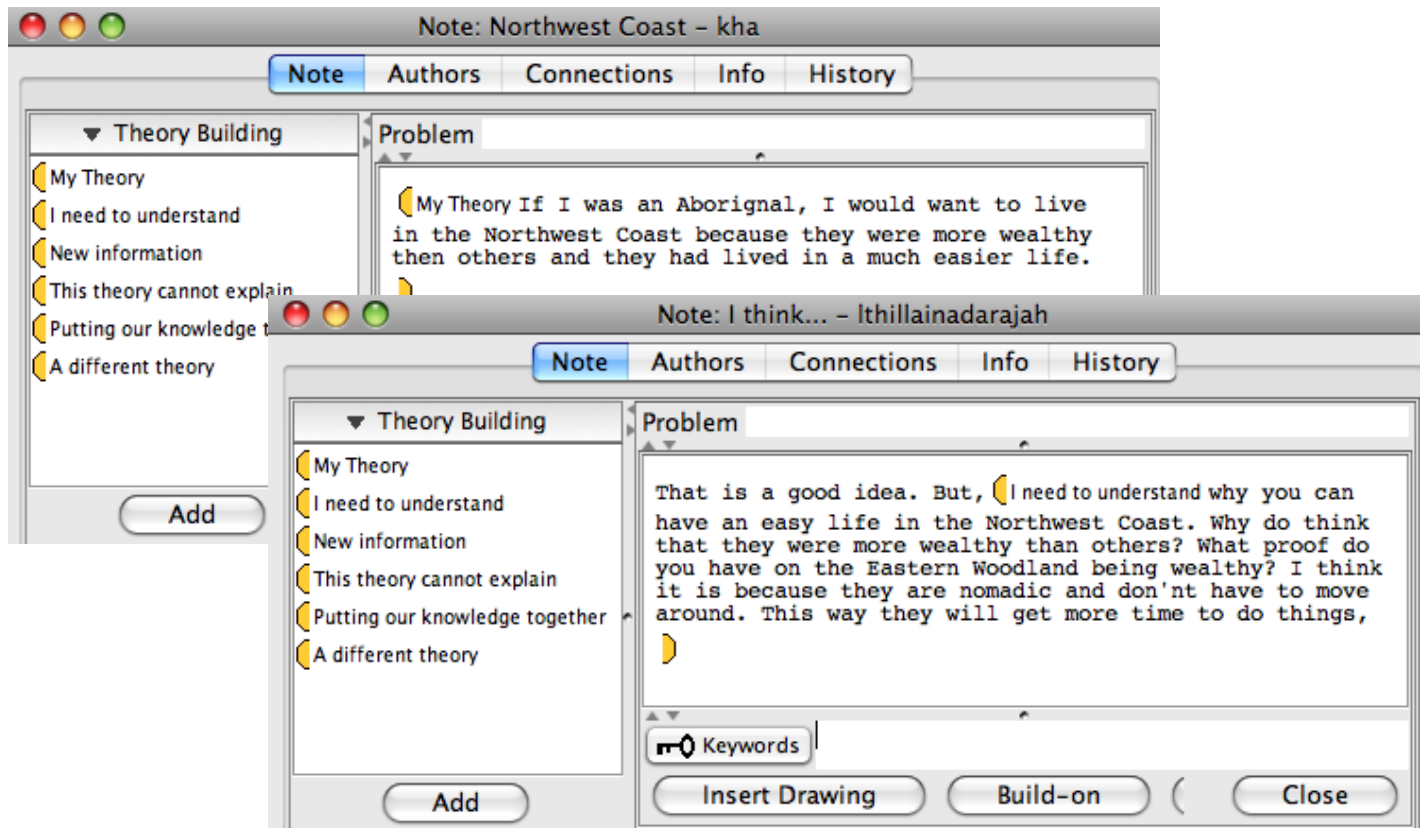 Note: Northwest Coast – kha
Note Authors Connections Info History
Theory Building
My Theory
I need to understand
New information
This theory cannot explain
Putting our knowledge t
A different theory
Add
Problem
My Theory If I was an Aborignal, I would want to live
in the Northwest Coast because they were more wealthy
then others and they had lived in a much easier life.
Note: I think... – lthillainadarajah
Note Authors Connections Info History
Theory Building
My Theory
I need to understand
New information
This theory cannot explain
Putting our knowledge together
A different theory
Add
Problem
That is a good idea. But, I need to understand why you can
have an easy life in the Northwest Coast. Why do think
that they were more wealthy than others? What proof do
you have on the Eastern Woodland being wealthy? I think
it is because they are nomadic and don'nt have to move
around. This way they will get more time to do things,
Keywords
Insert Drawing Build-on Close